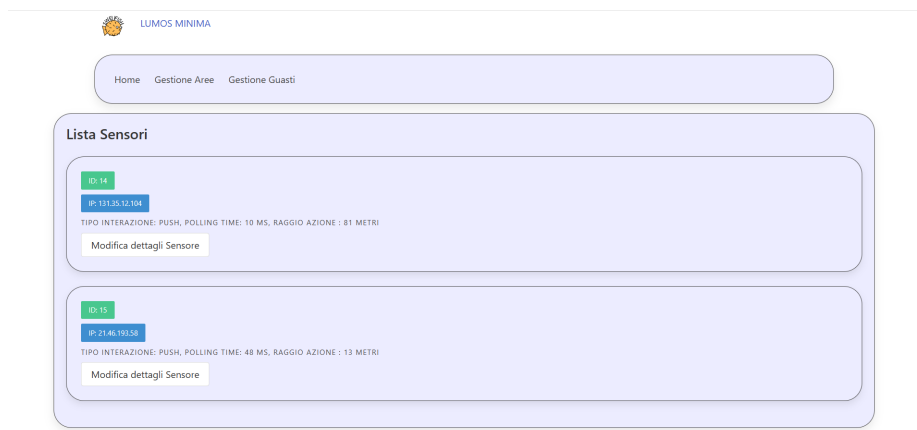 LUMOS MINIMA
Home Gestione Aree Gestione Guasti
Lista Sensori
ID: 14
IP: 131.35.12.104
TIPO INTERAZIONE: PUSH, POLLING TIME: 10 MS, RAGGIO AZIONE : 81 METRI
Modifica dettagli Sensore
ID: 15
IP: 21.46.193.58
TIPO INTERAZIONE: PUSH, POLLING TIME: 48 MS, RAGGIO AZIONE : 13 METRI
Modifica dettagli Sensore